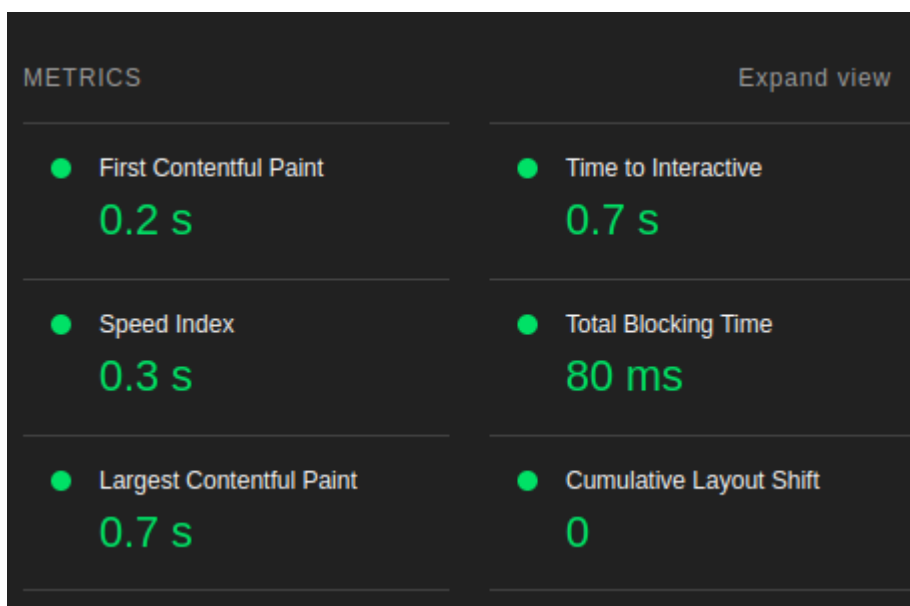 METRICS
Expand view
First Contentful Paint
0.2 s
Time to Interactive
0.7 s
Speed Index
0.3 s
Total Blocking Time
80 ms
Largest Contentful Paint
0.7 s
Cumulative Layout Shift
0